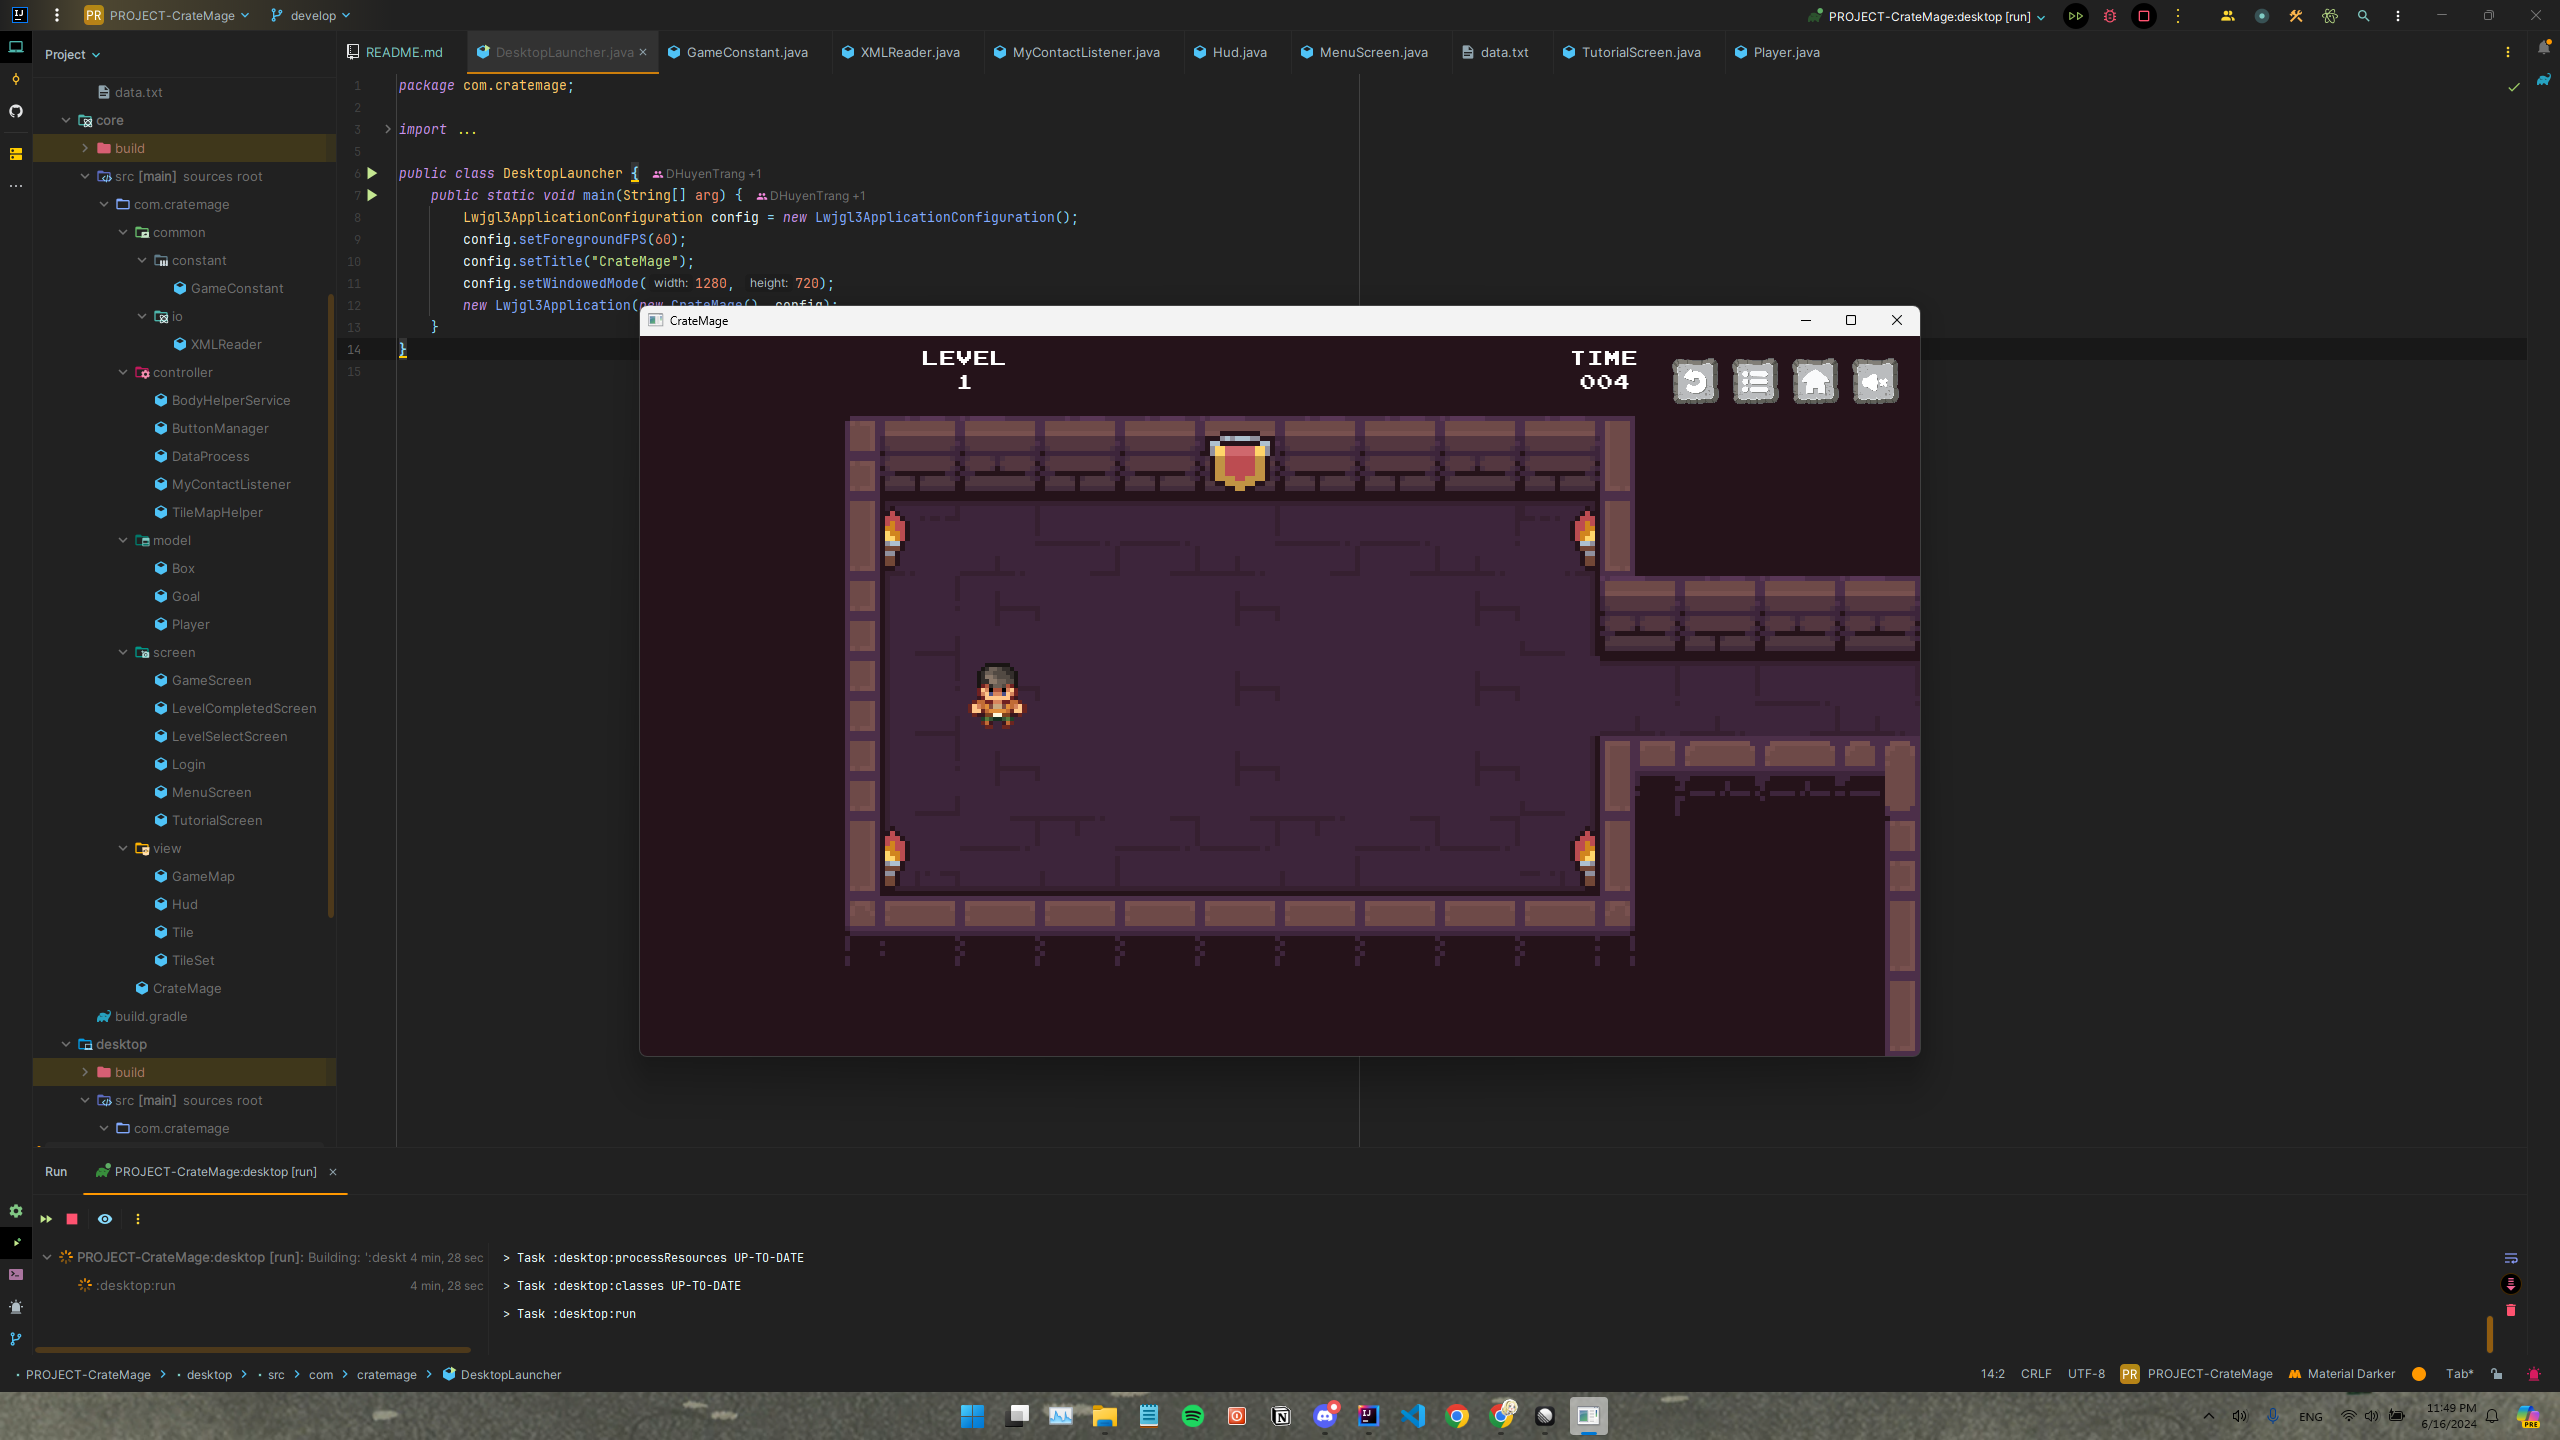 PR PROJECT-CrateMage develop PROJECT-CrateMage:desktop [run]
Project README.md DesktopLauncher.java GameConstant.java XMLReader.java MyContactListener.java Hud.java MenuScreen.java data.txt TutorialScreen.java Player.java
data.txt
core
build
src [main] sources root
com.cratemage
common
constant
GameConstant
io
XMLReader
controller
BodyHelperService
ButtonManager
DataProcess
MyContactListener
TileMapHelper
model
Box
Goal
Player
screen
GameScreen
LevelCompletedScreen
LevelSelectScreen
Login
MenuScreen
TutorialScreen
view
GameMap
Hud
Tile
TileSet
CrateMage
build.gradle
desktop
build
src [main] sources root
com.cratemage
1 package com.cratemage;
2
3 import ...
5
6 public class DesktopLauncher { DHuyenTrang +1
7 public static void main(String[] arg) { DHuyenTrang +1
8 Lwjgl3ApplicationConfiguration config = new Lwjgl3ApplicationConfiguration();
9 config.setForegroundFPS(60);
10 config.setTitle("CrateMage");
11 config.setWindowedMode( width: 1280, height: 720);
12 new Lwjgl3Application(new CrateMage(), config);
13 }
14 }
15
CrateMage
LEVEL
1
TIME
004
Run PROJECT-CrateMage:desktop [run]
PROJECT-CrateMage:desktop [run]: Building: ':deskt 4 min, 28 sec
:desktop:run 4 min, 28 sec
> Task :desktop:processResources UP-TO-DATE
> Task :desktop:classes UP-TO-DATE
> Task :desktop:run
PROJECT-CrateMage desktop src com cratemage DesktopLauncher
14:2 CRLF UTF-8 PR PROJECT-CrateMage Material Darker Tab*
ENG
11:49 PM
6/16/2024